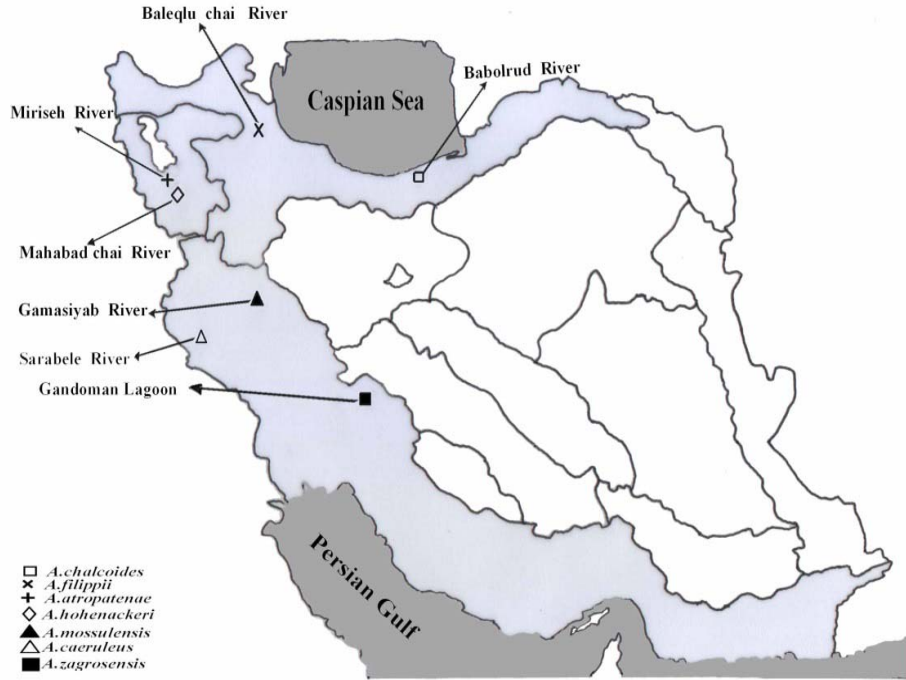 Baleqlu chai River
Babolrud River
Caspian Sea
Miriseh River
Mahabad chai River
Gamasiyab River
Sarabele River
Gandoman Lagoon
Persian Gulf
A.chalcoides
A.filippii
A.atropatenae
A.hohenackeri
A.mossulensis
A.caeruleus
A.zagrosensis